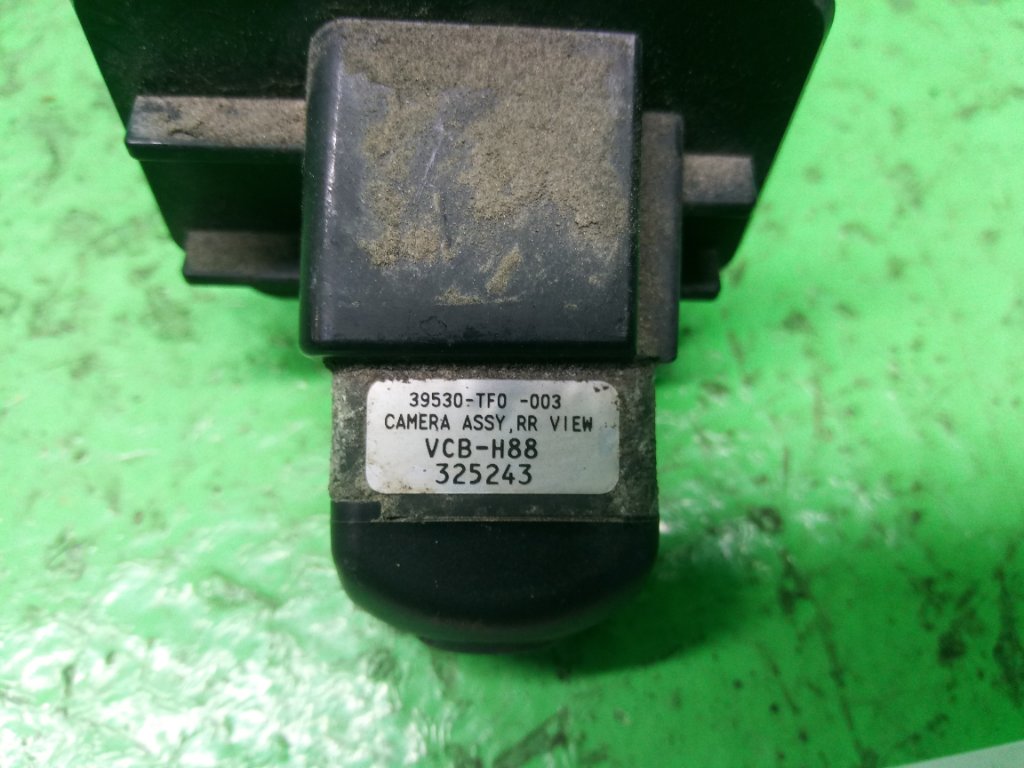 39530-TF0 -003
CAMERA ASSY,RR VIEW
VCB-H88
325243